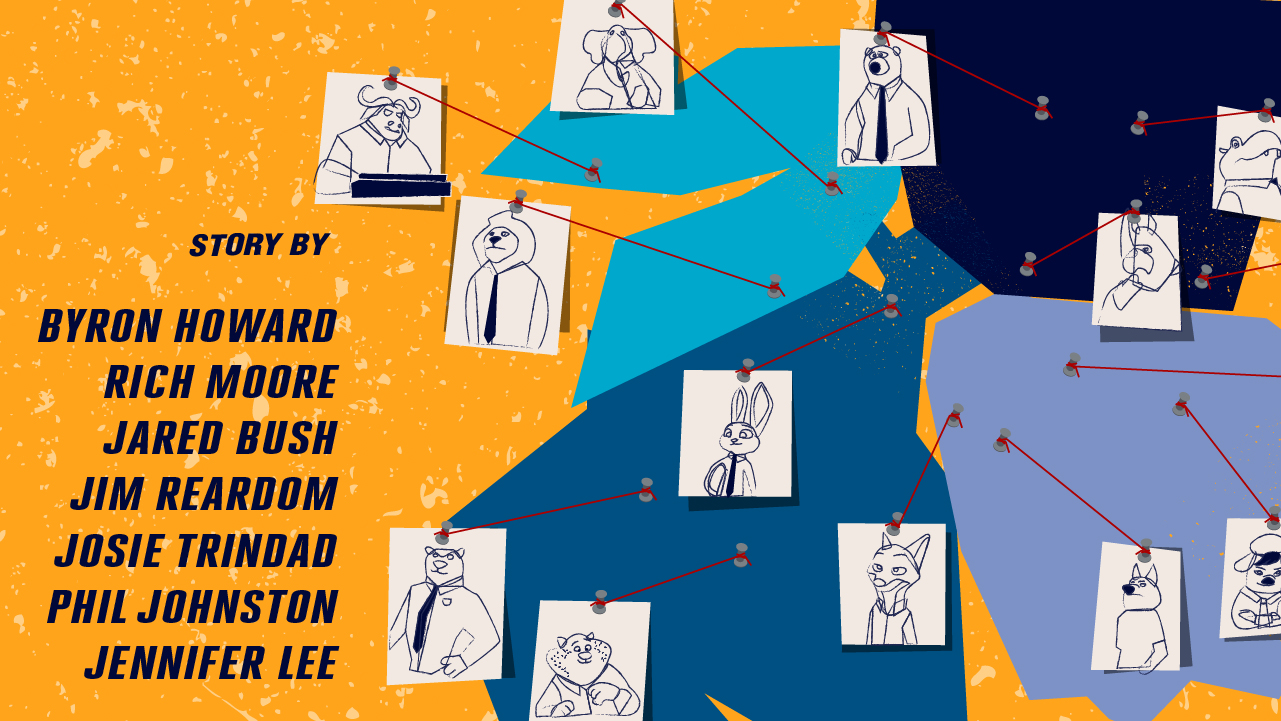 STORY BY
BYRON HOWARD
RICH MOORE
JARED BUSH
JIM REARDOM
JOSIE TRINDAD
PHIL JOHNSTON
JENNIFER LEE